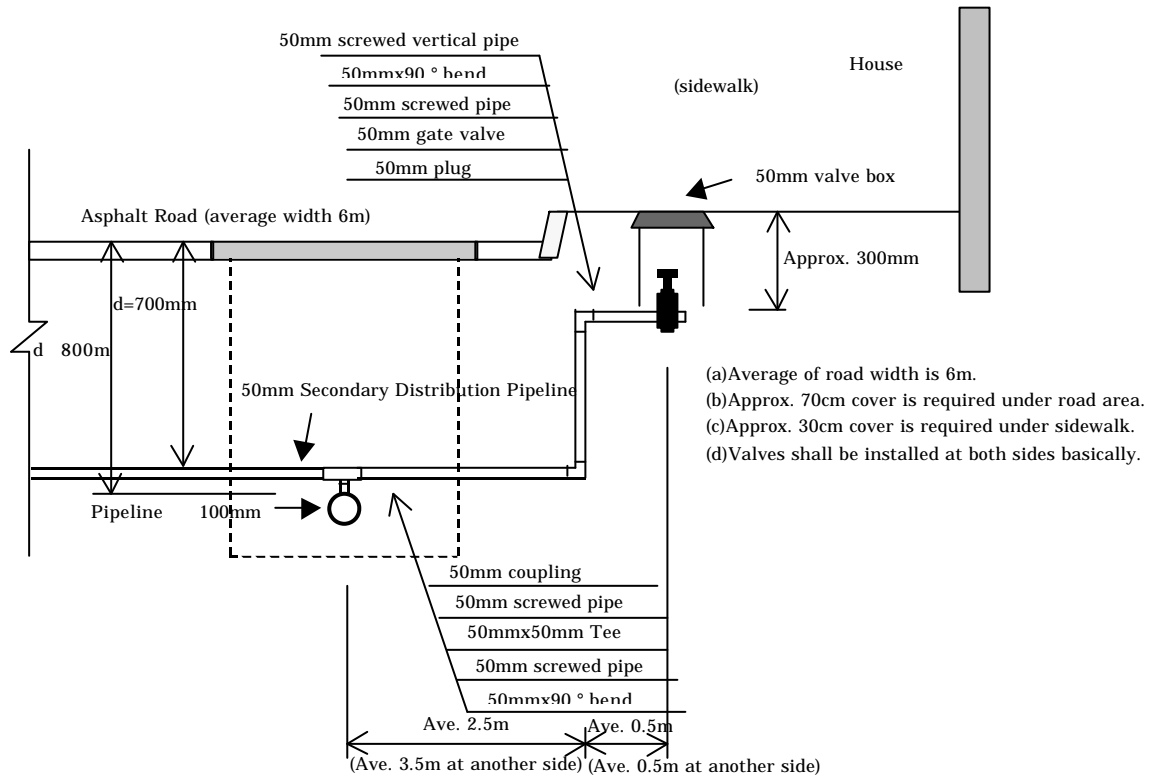 50mm screwed vertical pipe
50mmx90 ° bend
50mm screwed pipe
50mm gate valve
50mm plug
House
(sidewalk)
50mm valve box
Asphalt Road (average width 6m)
Approx. 300mm
d=700mm
d 800m
50mm Secondary Distribution Pipeline
(a)Average of road width is 6m.
(b)Approx. 70cm cover is required under road area.
(c)Approx. 30cm cover is required under sidewalk.
(d)Valves shall be installed at both sides basically.
Pipeline 100mm
50mm coupling
50mm screwed pipe
50mmx50mm Tee
50mm screwed pipe
50mmx90 ° bend
Ave. 2.5m
Ave. 0.5m
(Ave. 3.5m at another side)
(Ave. 0.5m at another side)